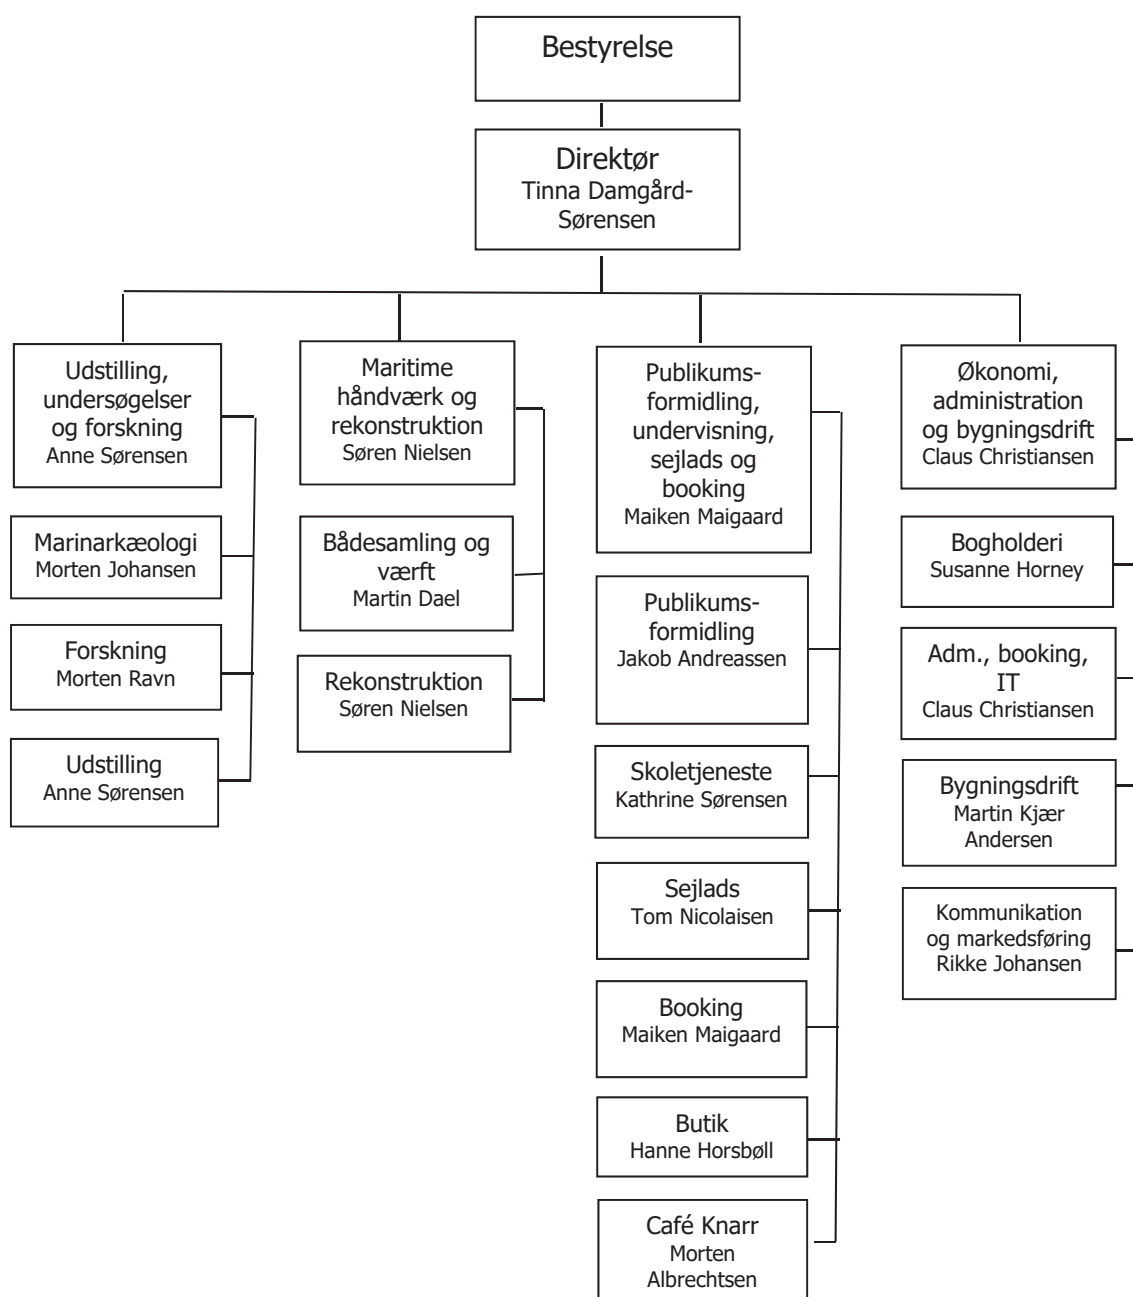 Bestyrelse
Direktør
Tinna Damgård-
Sørensen
Udstilling,
undersøgelser
og forskning
Anne Sørensen
Marinarkæologi
Morten Johansen
Forskning
Morten Ravn
Udstilling
Anne Sørensen
Maritime
håndværk og
rekonstruktion
Søren Nielsen
Bådesamling og
værft
Martin Dael
Rekonstruktion
Søren Nielsen
Publikums-
formidling,
undervisning,
sejlads og
booking
Maiken Maigaard
Publikums-
formidling
Jakob Andreassen
Skoletjeneste
Kathrine Sørensen
Sejlads
Tom Nicolaisen
Booking
Maiken Maigaard
Butik
Hanne Horsbøll
Café Knarr
Morten
Albrechtsen
Økonomi,
administration
og bygningsdrift
Claus Christiansen
Bogholderi
Susanne Horney
Adm., booking,
IT
Claus Christiansen
Bygningsdrift
Martin Kjær
Andersen
Kommunikation
og markedsføring
Rikke Johansen